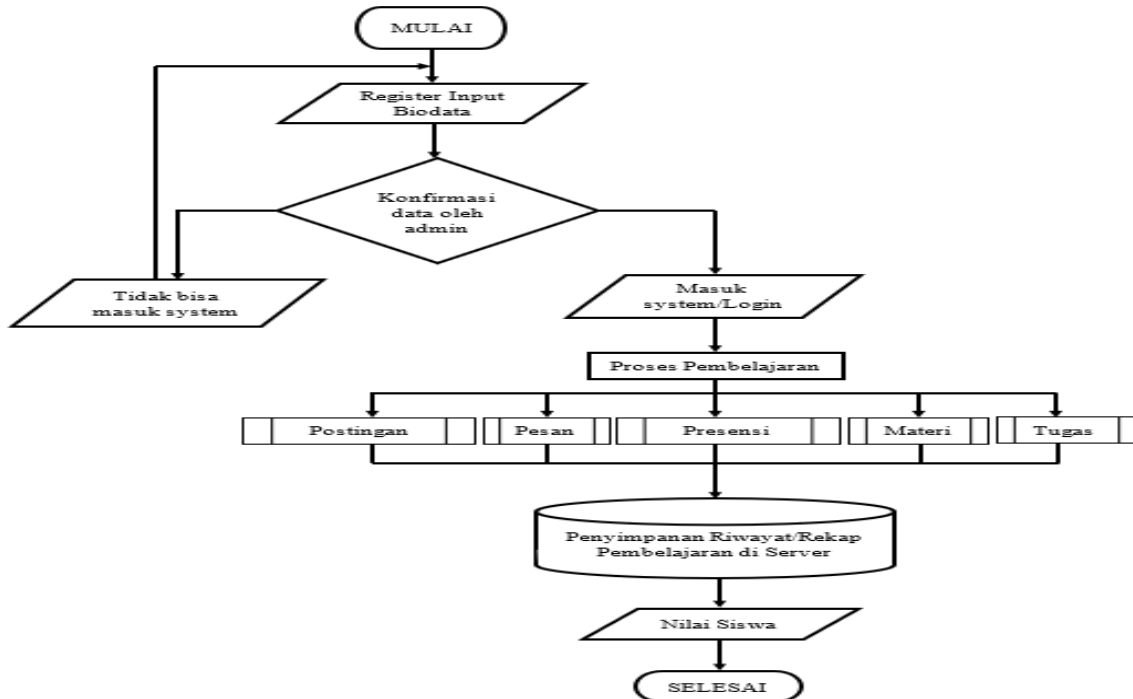 MULAI
Register Input
Biodata
Konfirmasi
data oleh
admin
Tidak bisa
masuk system
Masuk
system/Login
Proses Pembelajaran
Postingan
Pesan
Presensi
Materi
Tugas
Penyimpanan Riwayat/Rekap
Pembelajaran di Server
Nilai Siswa
SELESAI